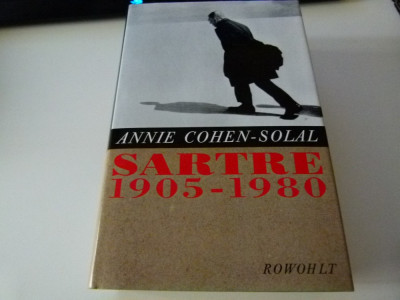 ANNIE COHEN-SOLAL
SARTRE
1905-1980
ROWOHLT